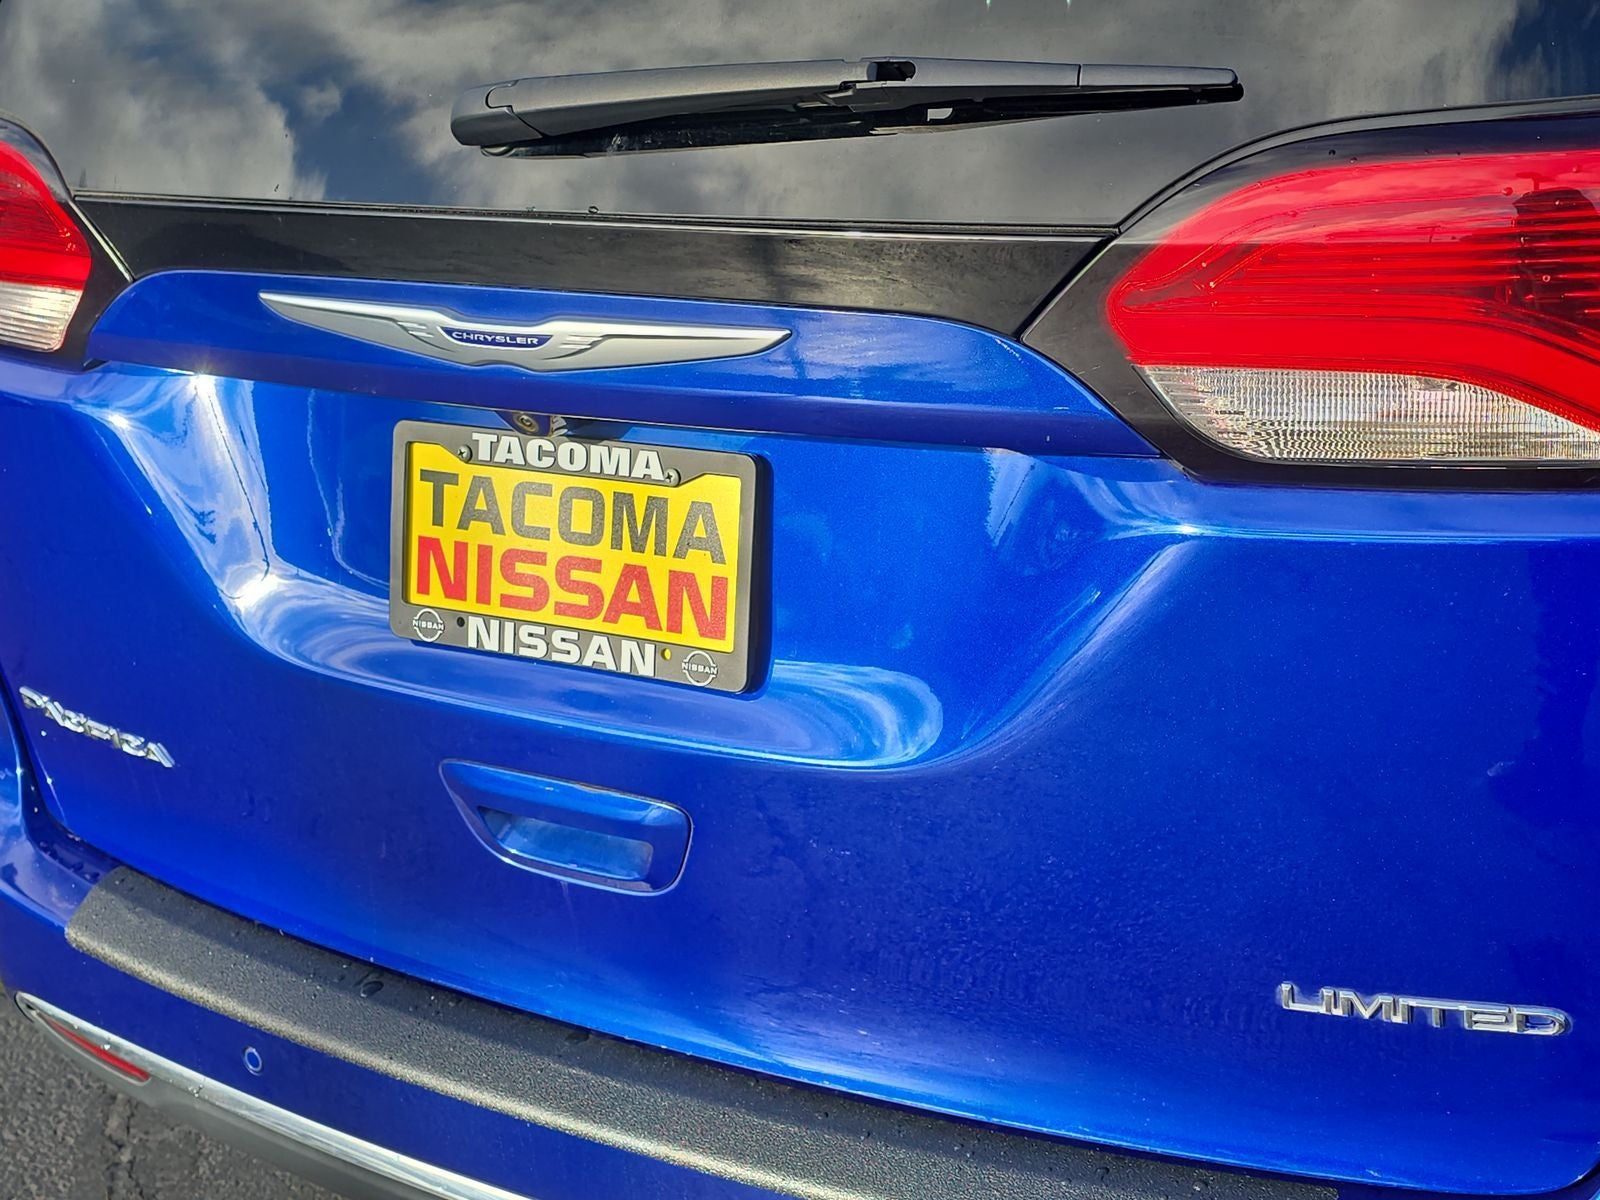 CHRYSLER
TACOMA
TACOMA
NISSAN
NISSAN
NISSAN
NISSAN
PACIFICA
LIMITED